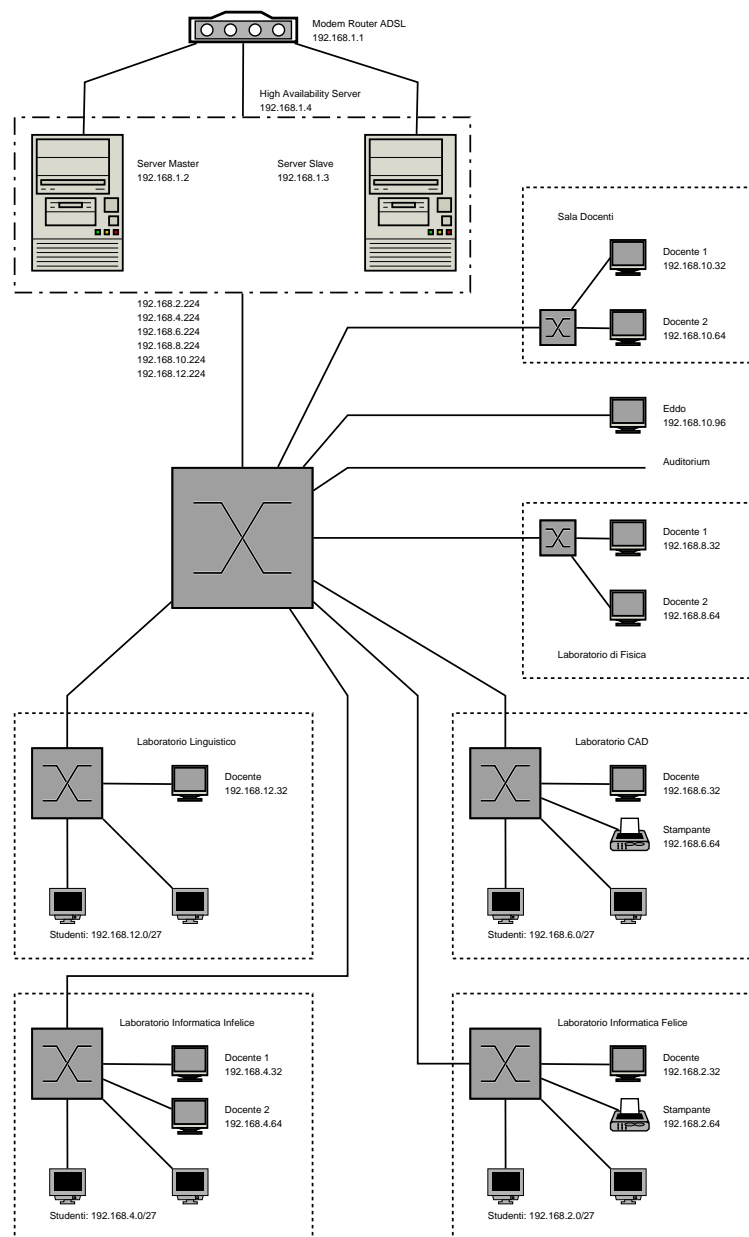 Modem Router ADSL
192.168.1.1
High Availability Server
192.168.1.4
Server Master
192.168.1.2
Server Slave
192.168.1.3
192.168.2.224
192.168.4.224
192.168.6.224
192.168.8.224
192.168.10.224
192.168.12.224
Sala Docenti
Docente 1
192.168.10.32
Docente 2
192.168.10.64
Eddo
192.168.10.96
Auditorium
Docente 1
192.168.8.32
Docente 2
192.168.8.64
Laboratorio di Fisica
Laboratorio Linguistico
Docente
192.168.12.32
Studenti: 192.168.12.0/27
Laboratorio CAD
Docente
192.168.6.32
Stampante
192.168.6.64
Studenti: 192.168.6.0/27
Laboratorio Informatica Infelice
Docente 1
192.168.4.32
Docente 2
192.168.4.64
Studenti: 192.168.4.0/27
Laboratorio Informatica Felice
Docente
192.168.2.32
Stampante
192.168.2.64
Studenti: 192.168.2.0/27